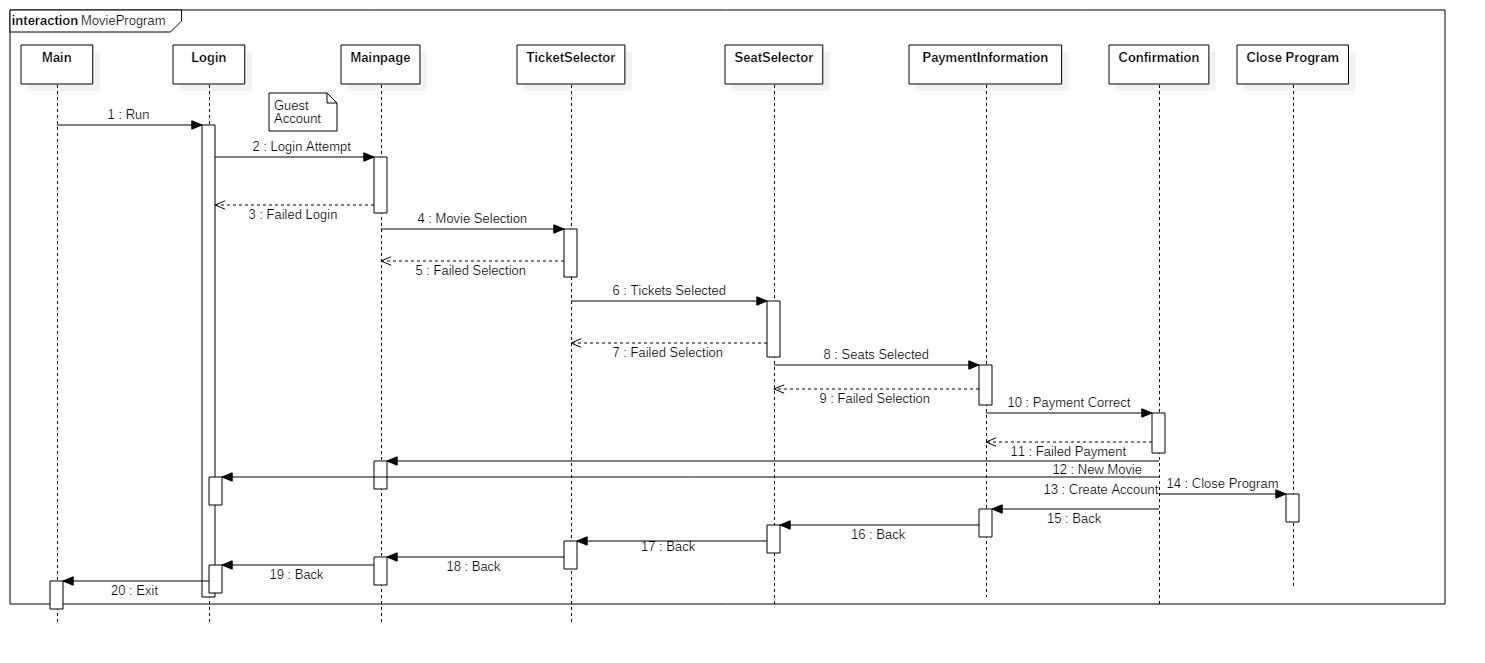 interaction MovieProgram
Main
Login
Mainpage
TicketSelector
SeatSelector
PaymentInformation
Confirmation
Close Program
Guest
Account
1 : Run
2 : Login Attempt
3 : Failed Login
4 : Movie Selection
5 : Failed Selection
6 : Tickets Selected
7 : Failed Selection
8 : Seats Selected
9 : Failed Selection
10 : Payment Correct
11 : Failed Payment
12 : New Movie
13 : Create Account
14 : Close Program
15 : Back
16 : Back
17 : Back
18 : Back
19 : Back
20 : Exit